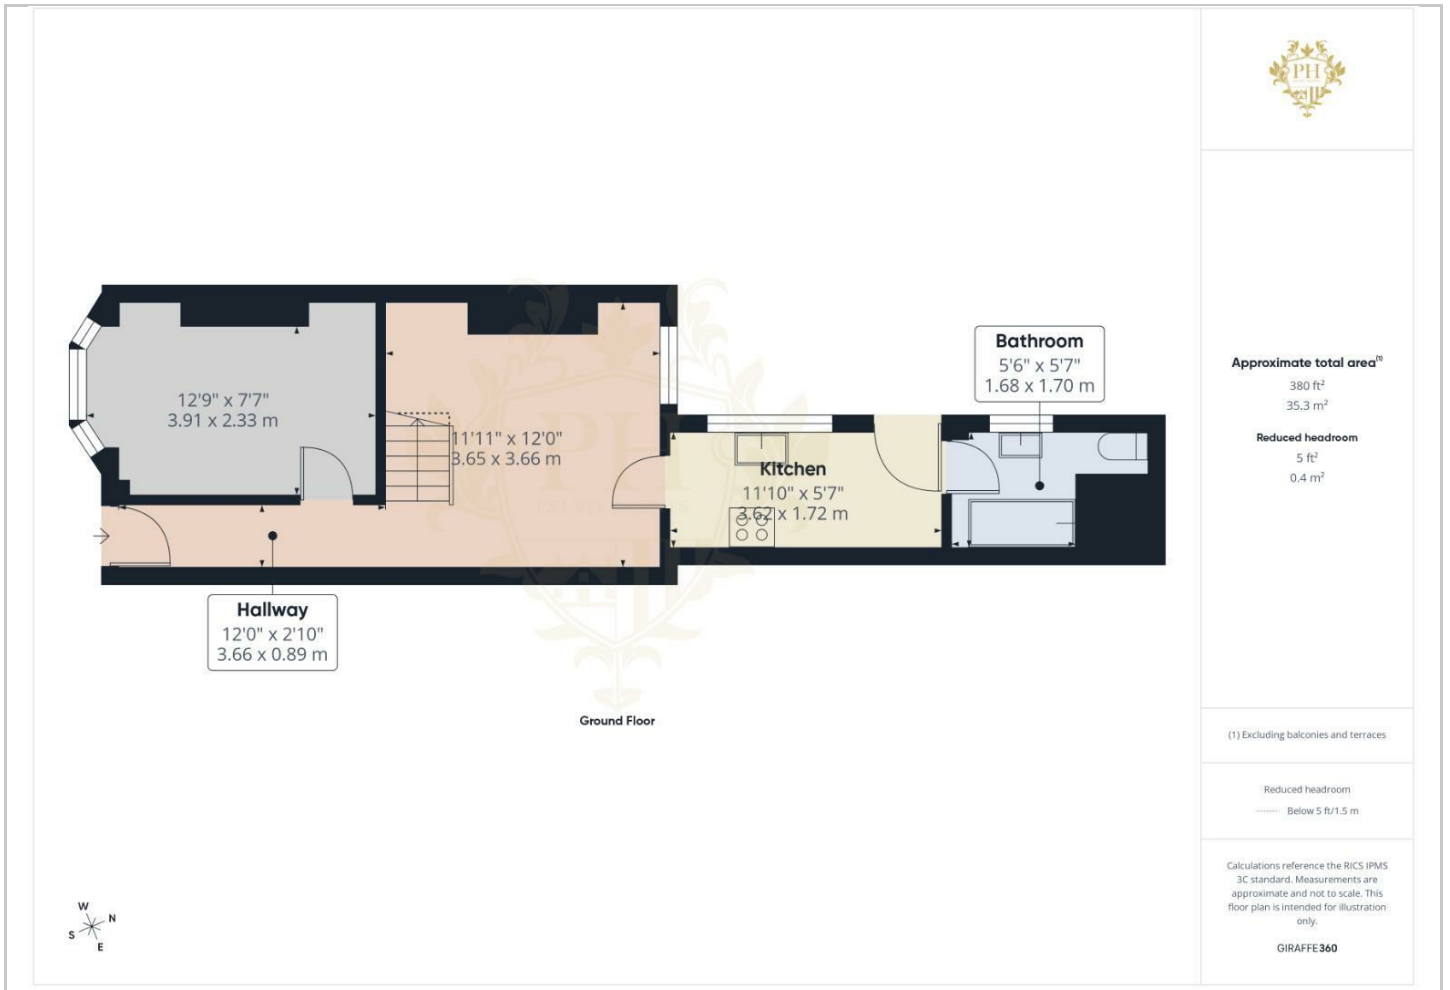 PH
Approximate total area(1)
380 ft²
35.3 m²
Reduced headroom
5 ft²
0.4 m²
Bathroom
5'6" x 5'7"
1.68 x 1.70 m
12'9" x 7'7"
3.91 x 2.33 m
11'11" x 12'0"
3.65 x 3.66 m
Kitchen
11'10" x 5'7"
3.62 x 1.72 m
PH
Hallway
12'0" x 2'10"
3.66 x 0.89 m
Ground Floor
(1) Excluding balconies and terraces
Reduced headroom
Below 5 ft/1.5 m
Calculations reference the RICS IPMS
3C standard. Measurements are
approximate and not to scale. This
floor plan is intended for illustration
only.
GIRAFFE360
W
N
S
E